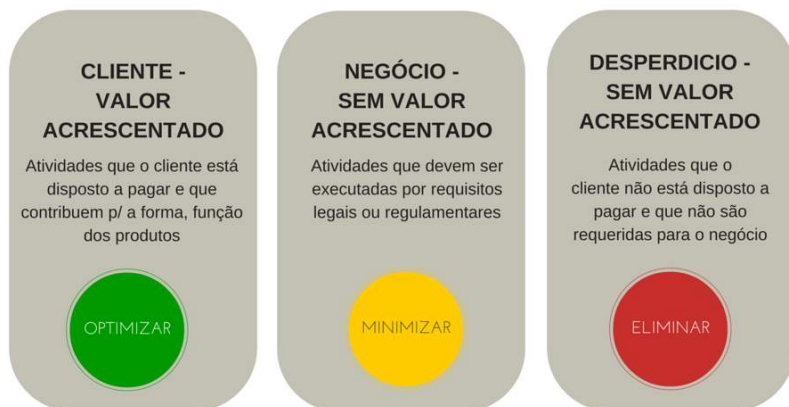 CLIENTE -
VALOR
ACRESCENTADO
Atividades que o cliente está
disposto a pagar e que
contribuem p/ a forma, função
dos produtos
OPTIMIZAR
NEGÓCIO -
SEM VALOR
ACRESCENTADO
Atividades que devem ser
executadas por requisitos
legais ou regulamentares
MINIMIZAR
DESPERDICIO -
SEM VALOR
ACRESCENTADO
Atividades que o
cliente não está disposto a
pagar e que não são
requeridas para o negócio
ELIMINAR